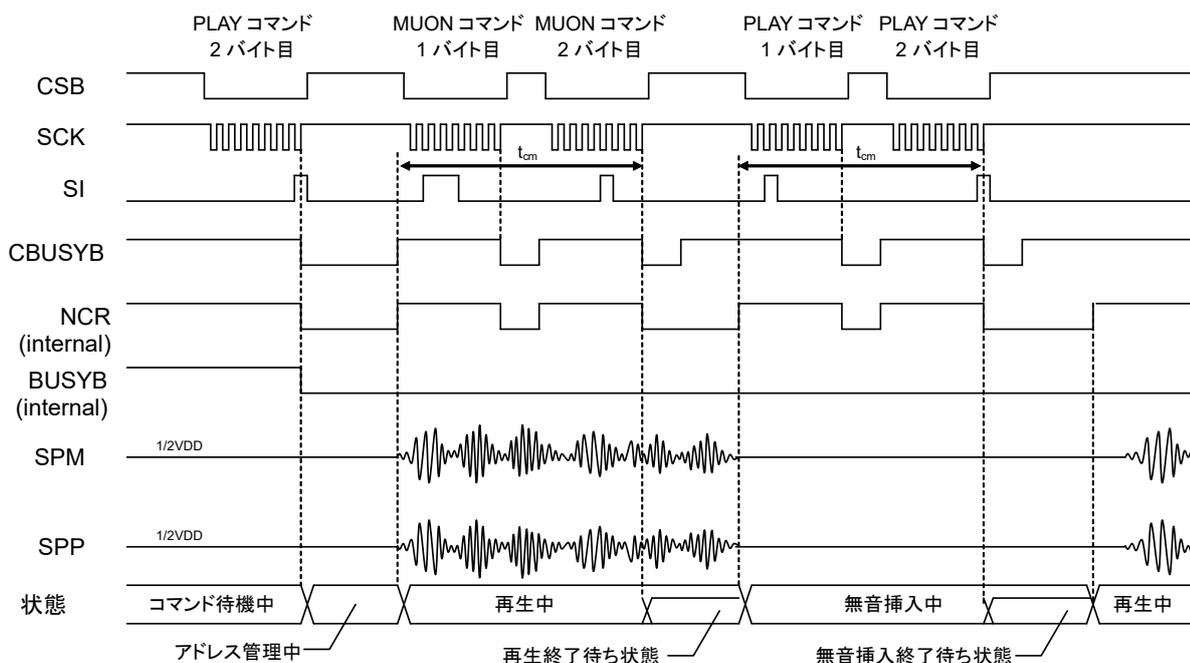 PLAY コマンド
2 バイト目
MUON コマンド
1 バイト目
MUON コマンド
2 バイト目
PLAY コマンド
1 バイト目
PLAY コマンド
2 バイト目
CSB
SCK
tcm
tcm
SI
CBUSYB
NCR
(internal)
BUSYB
(internal)
1/2VDD
SPM
1/2VDD
SPP
状態
コマンド待機中
再生中
無音挿入中
再生中
アドレス管理中
再生終了待ち状態
無音挿入終了待ち状態